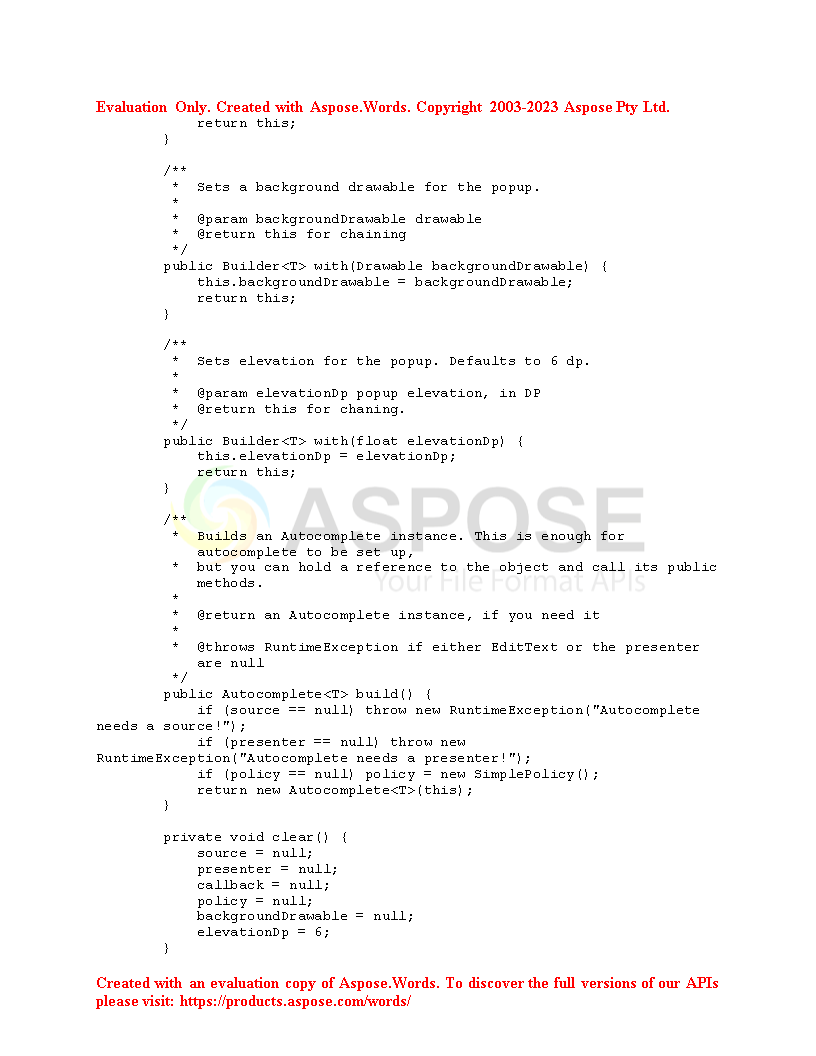 Evaluation Only. Created with Aspose.Words. Copyright 2003-2023 Aspose Pty Ltd.
            return this;
        }

        /**
         *  Sets a background drawable for the popup.
         *
         *  @param backgroundDrawable drawable
         *  @return this for chaining
         */
        public Builder<T> with(Drawable backgroundDrawable) {
            this.backgroundDrawable = backgroundDrawable;
            return this;
        }

        /**
         *  Sets elevation for the popup. Defaults to 6 dp.
         *
         *  @param elevationDp popup elevation, in DP
         *  @return this for chaning.
         */
        public Builder<T> with(float elevationDp) {
            this.elevationDp = elevationDp;
            return this;
        }

        /**
         *  Builds an Autocomplete instance. This is enough for
            autocomplete to be set up,
         *  but you can hold a reference to the object and call its public
            methods.
         *
         *  @return an Autocomplete instance, if you need it
         *
         *  @throws RuntimeException if either EditText or the presenter
            are null
         */
        public Autocomplete<T> build() {
            if (source == null) throw new RuntimeException("Autocomplete
needs a source!");
            if (presenter == null) throw new
RuntimeException("Autocomplete needs a presenter!");
            if (policy == null) policy = new SimplePolicy();
            return new Autocomplete<T>(this);
        }

        private void clear() {
            source = null;
            presenter = null;
            callback = null;
            policy = null;
            backgroundDrawable = null;
            elevationDp = 6;
        }
ASPOSE
Your File Format APIs
Created with an evaluation copy of Aspose.Words. To discover the full versions of our APIs
please visit: https://products.aspose.com/words/